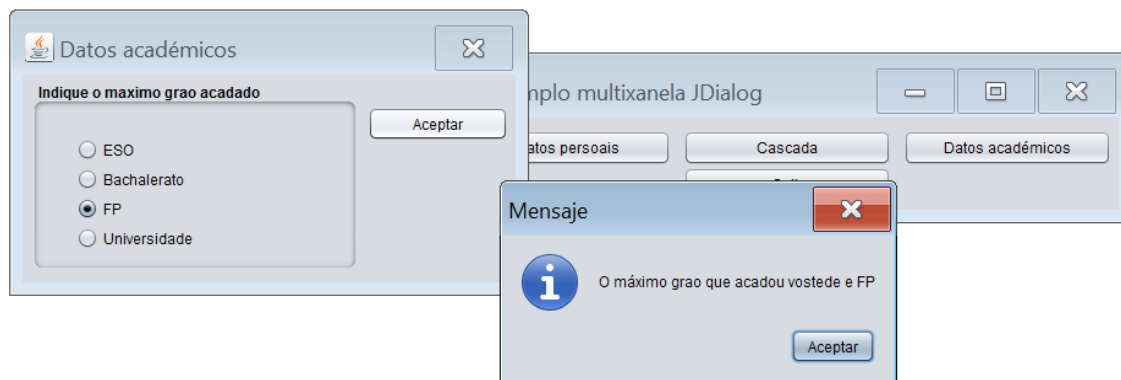 Datos académicos
Indique o maximo grao acadado
Aceptar
ESO
Bachalerato
FP
Universidade
mplo multixanela JDialog
atos persoais
Cascada
Datos académicos
Mensaje
O máximo grao que acadou vostede e FP
Aceptar